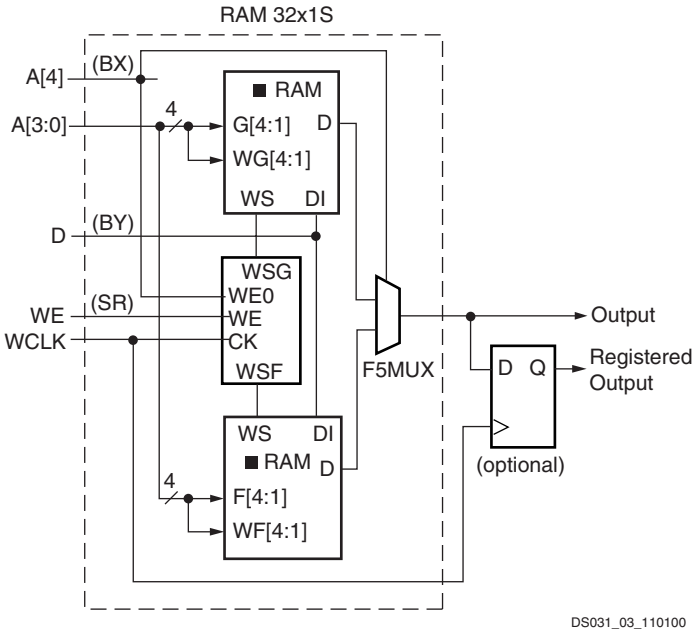 RAM 32x1S
A[4]
(BX)
RAM
A[3:0]
4
G[4:1]
D
WG[4:1]
WS
DI
D
(BY)
WSG
WE0
WE
(SR)
WE
WCLK
CK
WSF
F5MUX
Output
D
Q
Registered
Output
(optional)
WS
DI
RAM
D
4
F[4:1]
WF[4:1]
DS031_03_110100